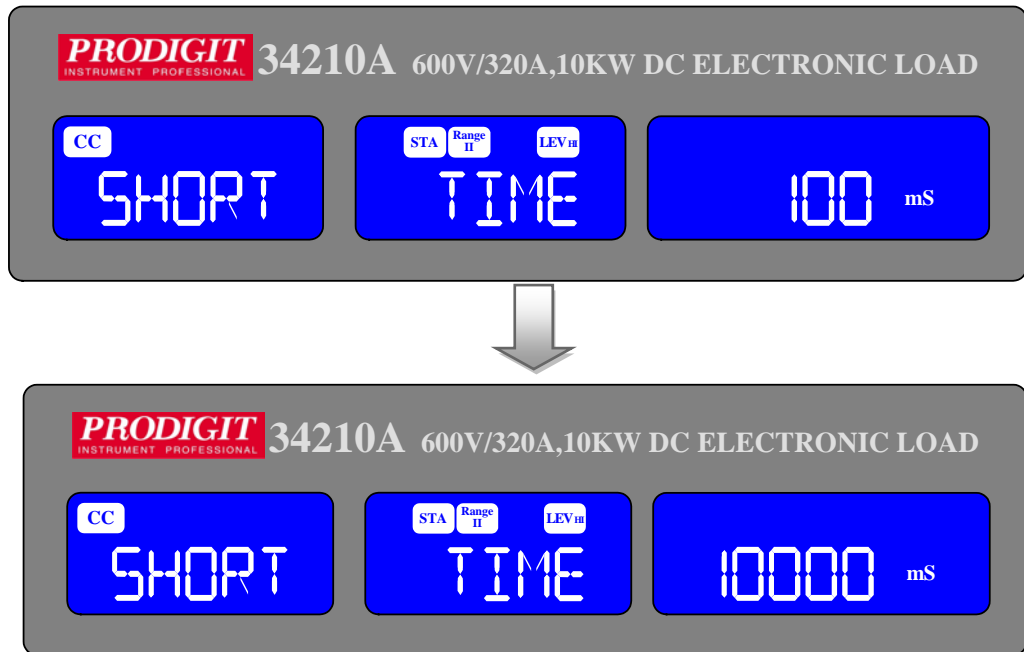 PRODIGIT
INSTRUMENT PROFESSIONAL
34210A 600V/320A,10KW DC ELECTRONIC LOAD
CC
STA Range II LEV HI
SHORT TIME 100 mS
PRODIGIT
INSTRUMENT PROFESSIONAL
34210A 600V/320A,10KW DC ELECTRONIC LOAD
CC
STA Range II LEV HI
SHORT TIME 10000 mS